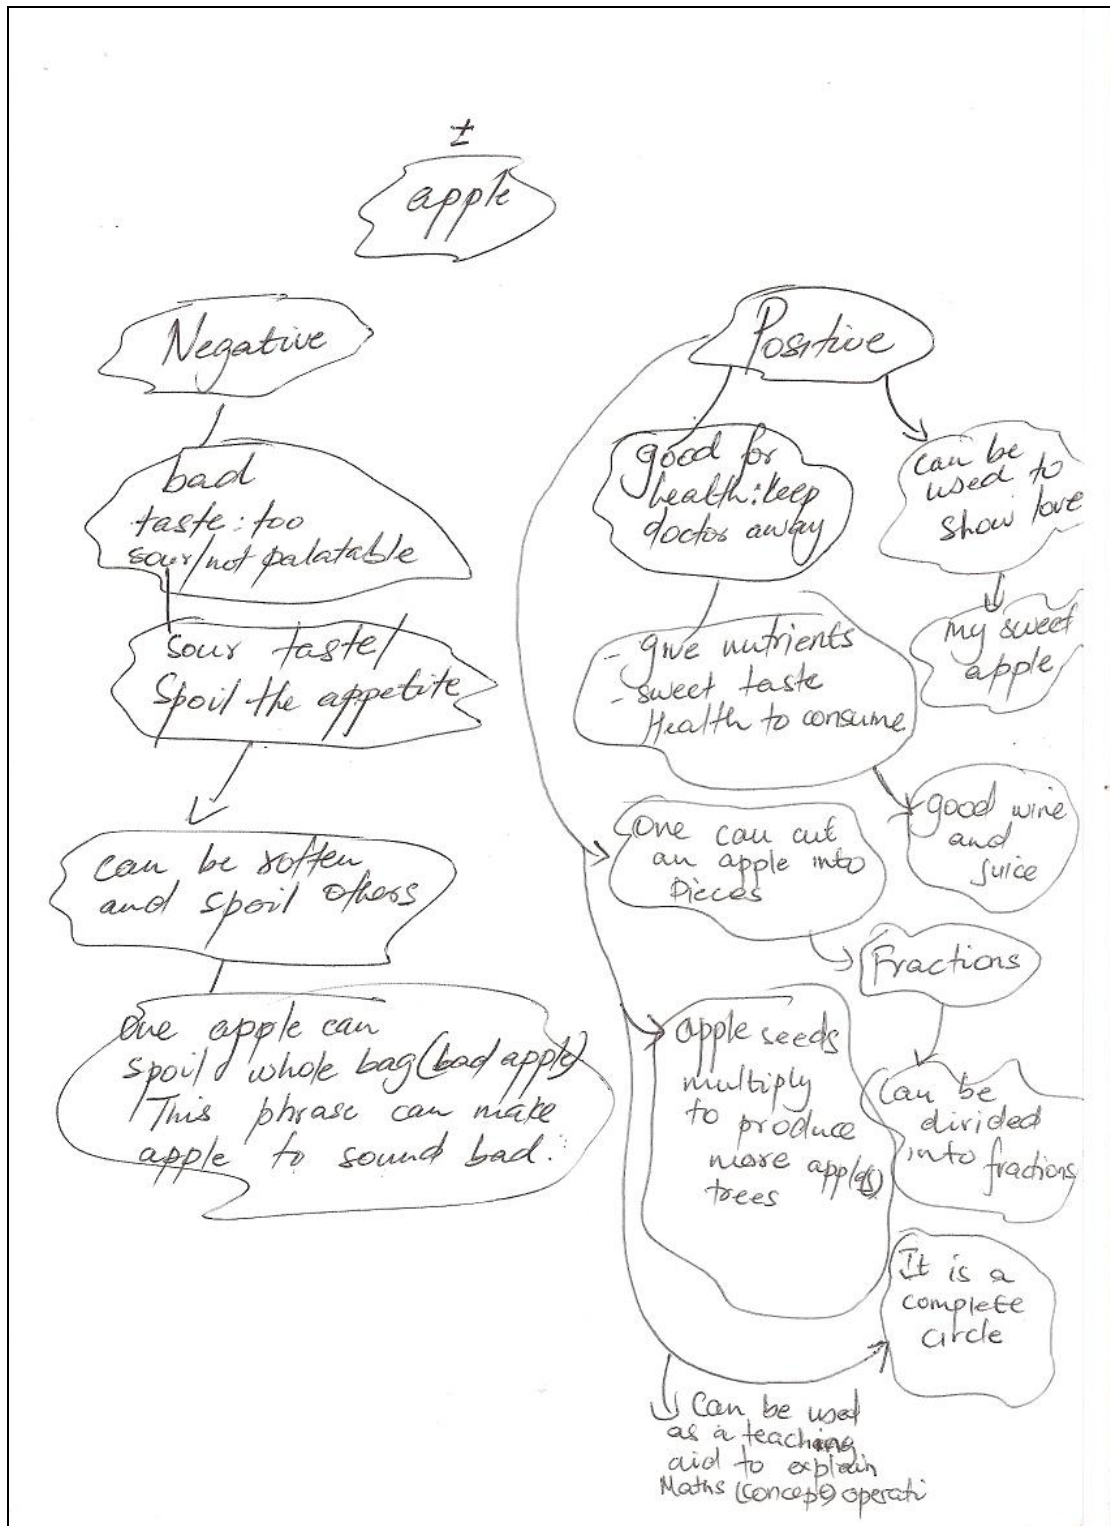 ±
apple
Negative
bad
taste: too
sour/not palatable
sour taste/
spoil the appetite
can be rotten
and spoil others
One apple can
spoil whole bag (bad apple)
This phrase can make
apple to sound bad.
Positive
good for
health: keep
doctor away
- give nutrients
- sweet taste
Health to consume
can be
used to
show love
my sweet
apple
good wine
and
juice
One can cut
an apple into
pieces
Fractions
Can be
divided
into fractions
apple seeds
multiply
to produce
more apple(s)
trees
It is a
complete
circle
Can be used
as a teaching
aid to explain
Maths (concept) operati